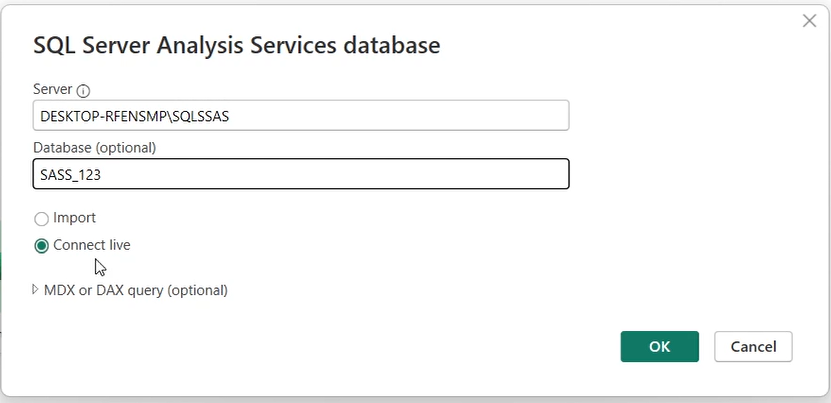 SQL Server Analysis Services database
Server
DESKTOP-RFENSMP\SQLSSAS
Database (optional)
SASS_123
Import
Connect live
MDX or DAX query (optional)
OK Cancel